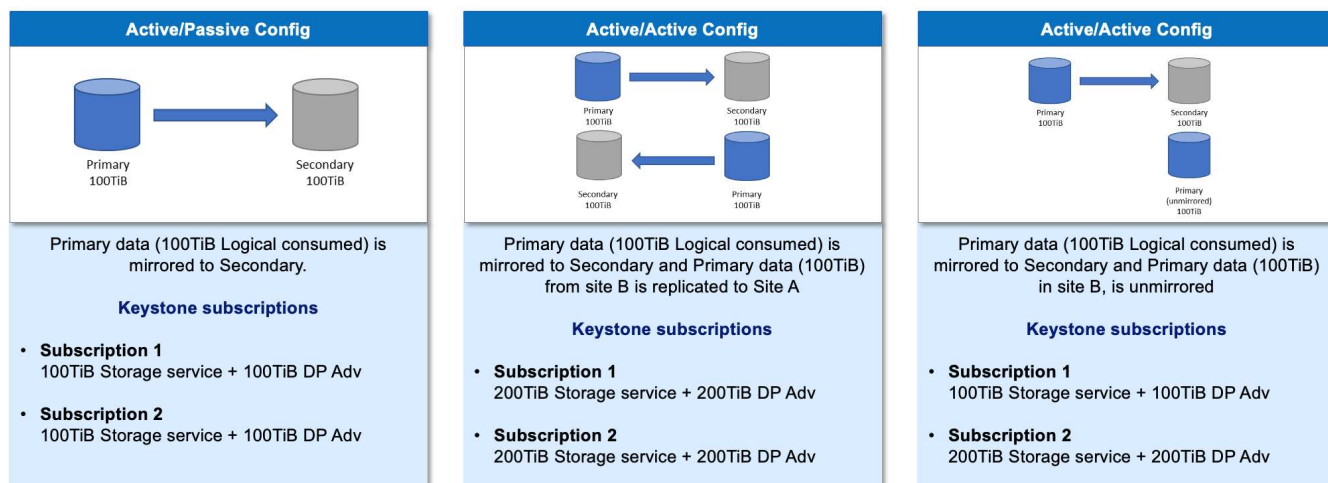 Active/Passive Config
Primary
100TiB
Secondary
100TiB
Primary data (100TiB Logical consumed) is
mirrored to Secondary.
Keystone subscriptions
• Subscription 1
100TiB Storage service + 100TiB DP Adv
• Subscription 2
100TiB Storage service + 100TiB DP Adv
Active/Active Config
Primary
100TiB
Secondary
100TiB
Secondary
100TiB
Primary
100TiB
Primary data (100TiB Logical consumed) is
mirrored to Secondary and Primary data (100TiB)
from site B is replicated to Site A
Keystone subscriptions
• Subscription 1
200TiB Storage service + 200TiB DP Adv
• Subscription 2
200TiB Storage service + 200TiB DP Adv
Active/Active Config
Primary
100TiB
Secondary
100TiB
Primary
(unmirrored)
100TiB
Primary data (100TiB Logical consumed) is
mirrored to Secondary and Primary data (100TiB)
in site B, is unmirrored
Keystone subscriptions
• Subscription 1
100TiB Storage service + 100TiB DP Adv
• Subscription 2
200TiB Storage service + 200TiB DP Adv